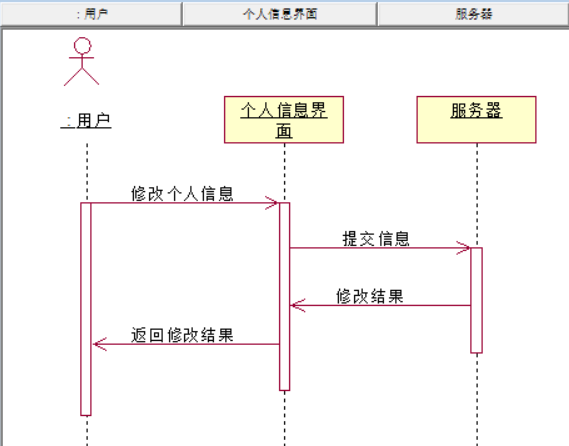 : 用户
个人信息界面
服务器
: 用户
个人信息界
面
服务器
修改个人信息
提交信息
修改结果
返回修改结果